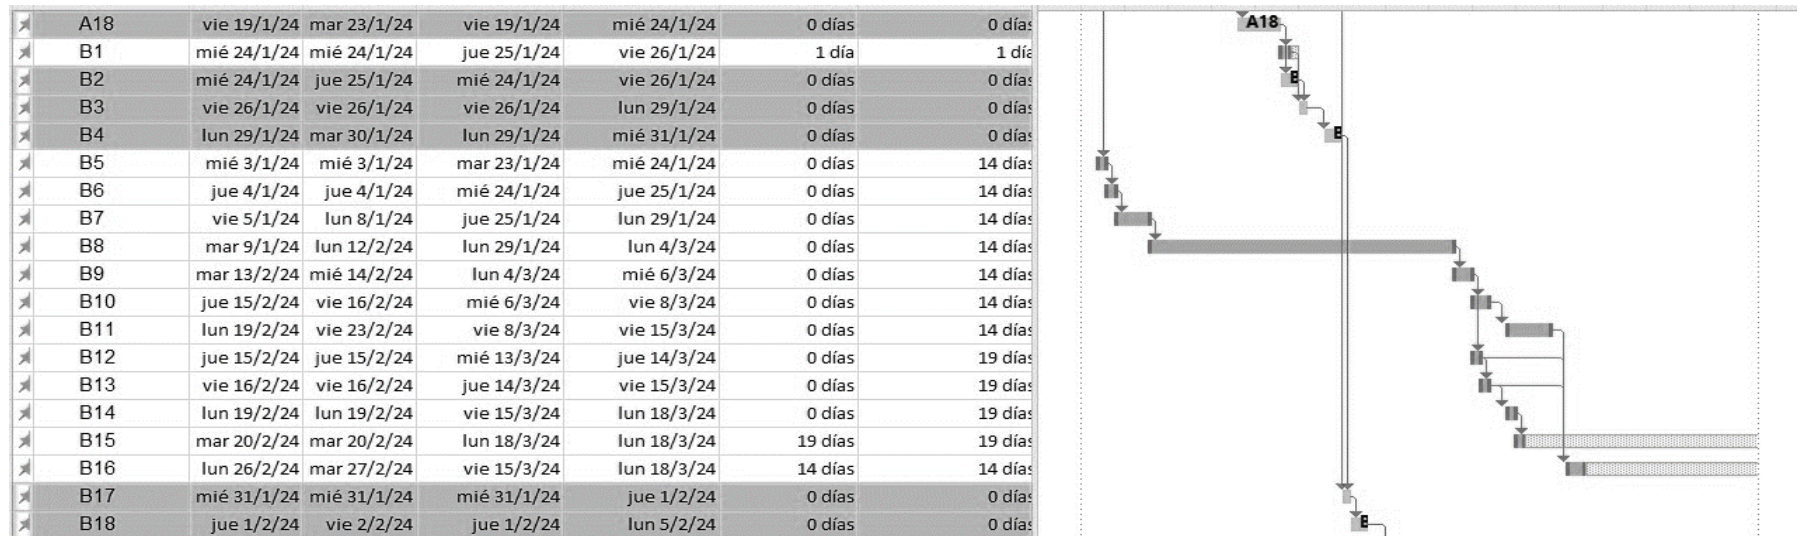 A18 vie 19/1/24 mar 23/1/24 vie 19/1/24 mié 24/1/24 0 días 0 días A18
B1 mié 24/1/24 mié 24/1/24 jue 25/1/24 vie 26/1/24 1 día 1 día
B2 mié 24/1/24 jue 25/1/24 mié 24/1/24 vie 26/1/24 0 días 0 días B
B3 vie 26/1/24 vie 26/1/24 vie 26/1/24 lun 29/1/24 0 días 0 días
B4 lun 29/1/24 mar 30/1/24 lun 29/1/24 mié 31/1/24 0 días 0 días B
B5 mié 3/1/24 mié 3/1/24 mar 23/1/24 mié 24/1/24 0 días 14 días
B6 jue 4/1/24 jue 4/1/24 mié 24/1/24 jue 25/1/24 0 días 14 días
B7 vie 5/1/24 lun 8/1/24 jue 25/1/24 lun 29/1/24 0 días 14 días
B8 mar 9/1/24 lun 12/2/24 lun 29/1/24 lun 4/3/24 0 días 14 días
B9 mar 13/2/24 mié 14/2/24 lun 4/3/24 mié 6/3/24 0 días 14 días
B10 jue 15/2/24 vie 16/2/24 mié 6/3/24 vie 8/3/24 0 días 14 días
B11 lun 19/2/24 vie 23/2/24 vie 8/3/24 vie 15/3/24 0 días 14 días
B12 jue 15/2/24 jue 15/2/24 mié 13/3/24 jue 14/3/24 0 días 19 días
B13 vie 16/2/24 vie 16/2/24 jue 14/3/24 vie 15/3/24 0 días 19 días
B14 lun 19/2/24 lun 19/2/24 vie 15/3/24 lun 18/3/24 0 días 19 días
B15 mar 20/2/24 mar 20/2/24 lun 18/3/24 lun 18/3/24 19 días 19 días
B16 lun 26/2/24 mar 27/2/24 vie 15/3/24 lun 18/3/24 14 días 14 días
B17 mié 31/1/24 mié 31/1/24 mié 31/1/24 jue 1/2/24 0 días 0 días
B18 jue 1/2/24 vie 2/2/24 jue 1/2/24 lun 5/2/24 0 días 0 días B